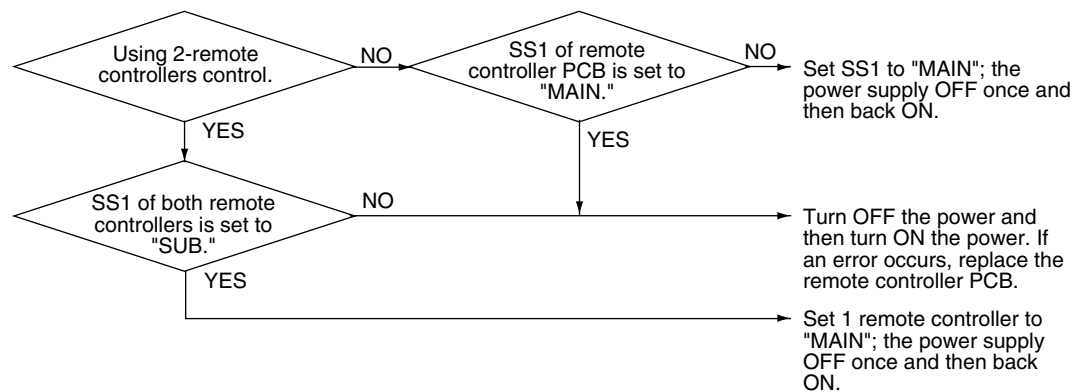 Using 2-remote
controllers control.
NO
SS1 of remote
controller PCB is set to
"MAIN."
NO
Set SS1 to "MAIN"; the
power supply OFF once and
then back ON.
YES
YES
SS1 of both remote
controllers is set to
"SUB."
NO
Turn OFF the power and
then turn ON the power. If
an error occurs, replace the
remote controller PCB.
YES
Set 1 remote controller to
"MAIN"; the power supply
OFF once and then back
ON.